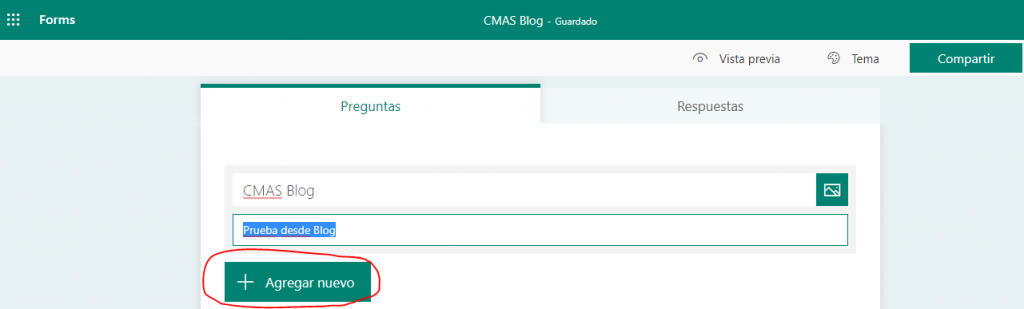 Forms CMAS Blog - Guardado
Vista previa Tema Compartir
Preguntas Respuestas
CMAS Blog
Prueba desde Blog
Agregar nuevo